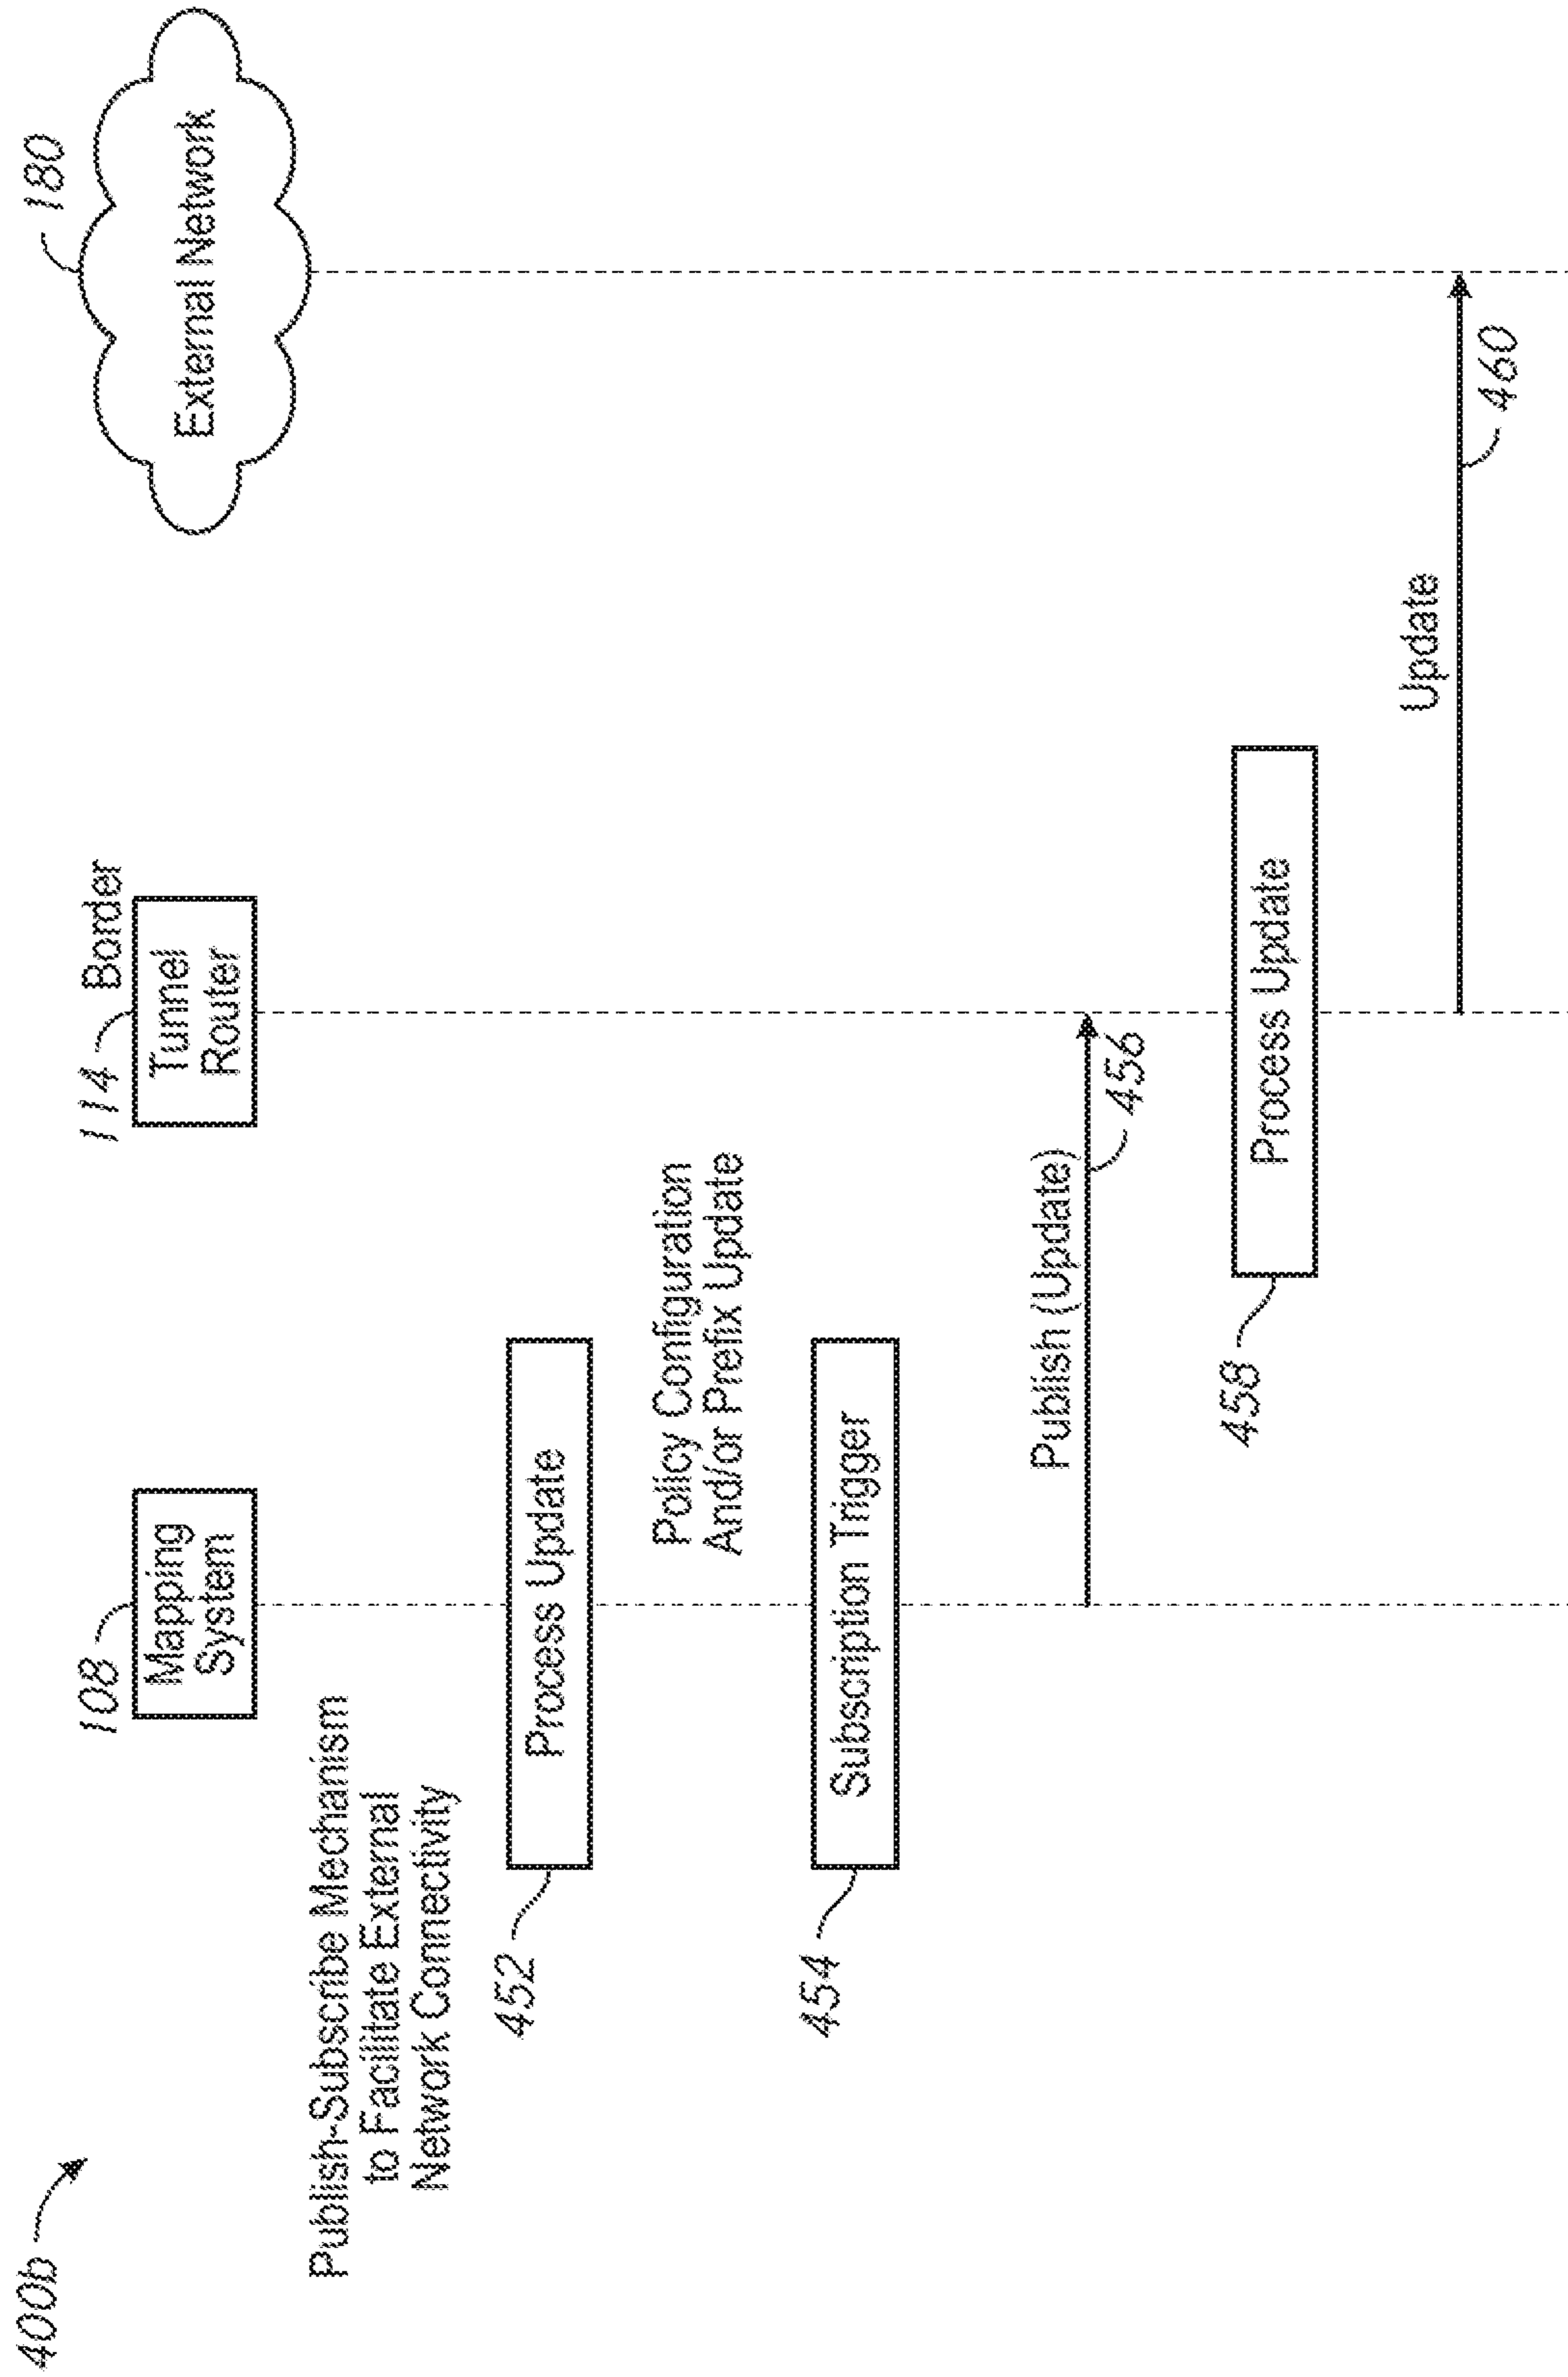 400b
108
Mapping
System
114
Border
Tunnel
Router
180
External Network
Publish-Subscribe Mechanism
to Facilitate External
Network Connectivity
452
Process Update
Policy Configuration
And/or Prefix Update
454
Subscription Trigger
Publish (Update)
456
458
Process Update
Update
460